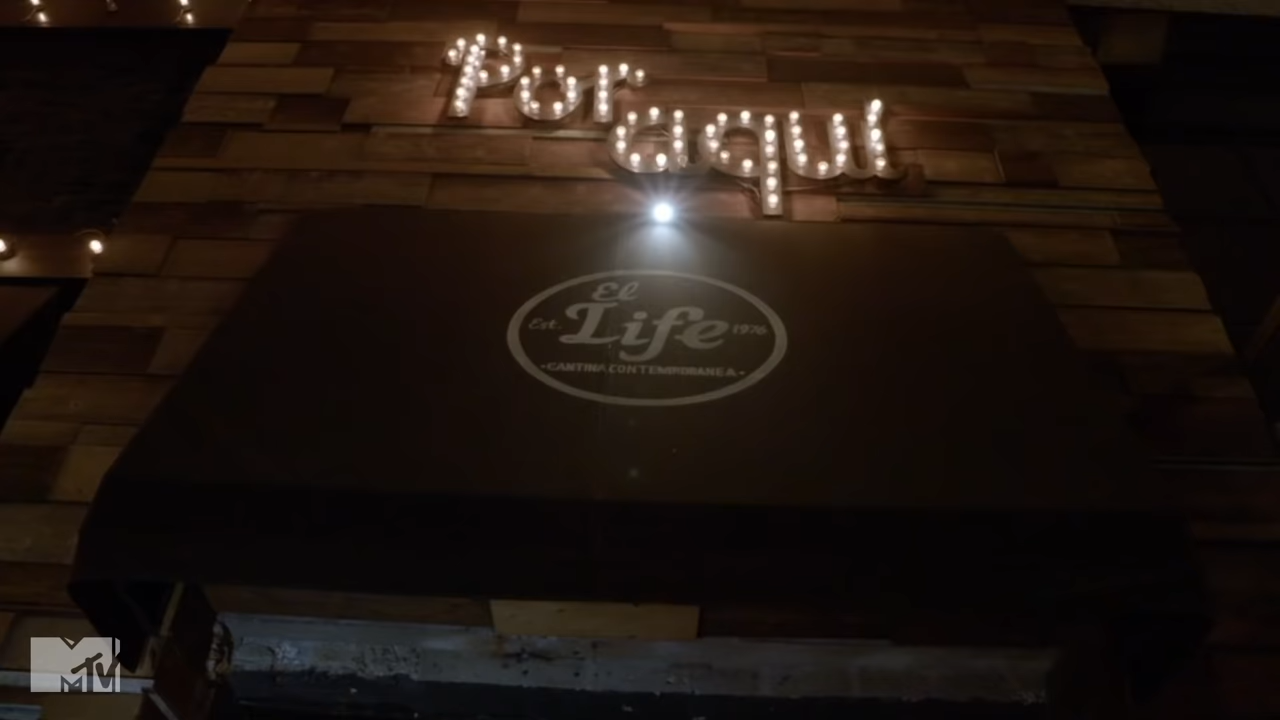 Por
aquí
El
Life
Est. 1976
-CANTINA CONTEMPORANEA-
MTV